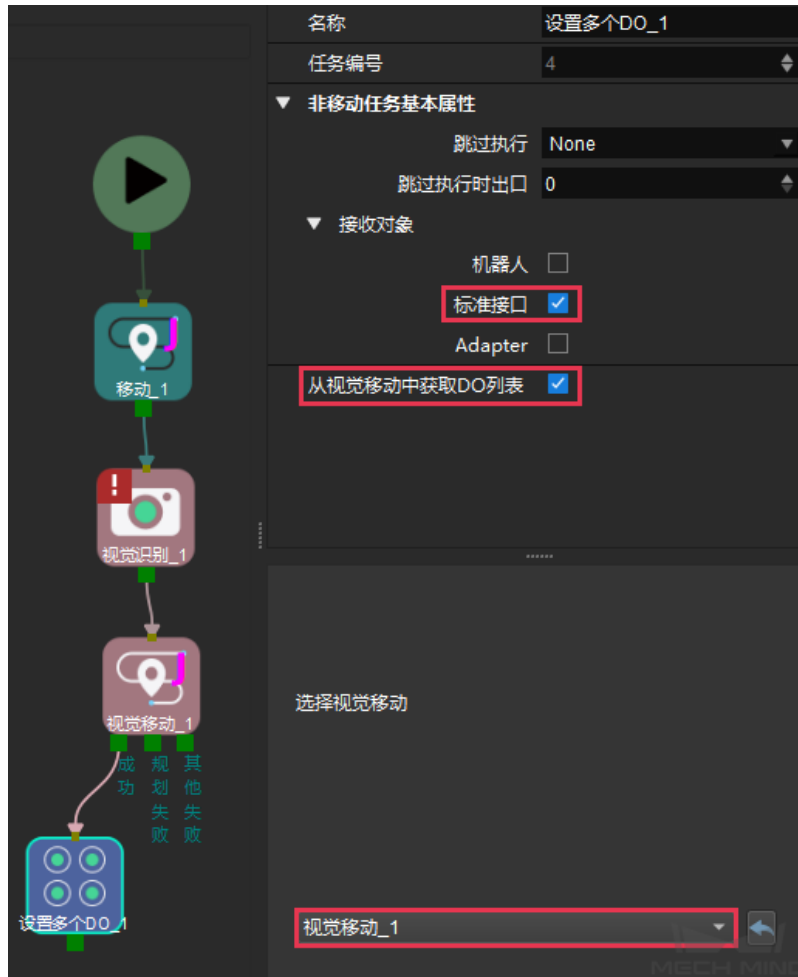 名称 设置多个DO_1
任务编号 4
非移动任务基本属性
跳过执行 None
跳过执行时出口 0
接收对象
机器人
标准接口
Adapter
从视觉移动中获取DO列表
移动_1
视觉识别_1
视觉移动_1
成功
规划失败
其他失败
设置多个DO_1
选择视觉移动
视觉移动_1
MECH MIND